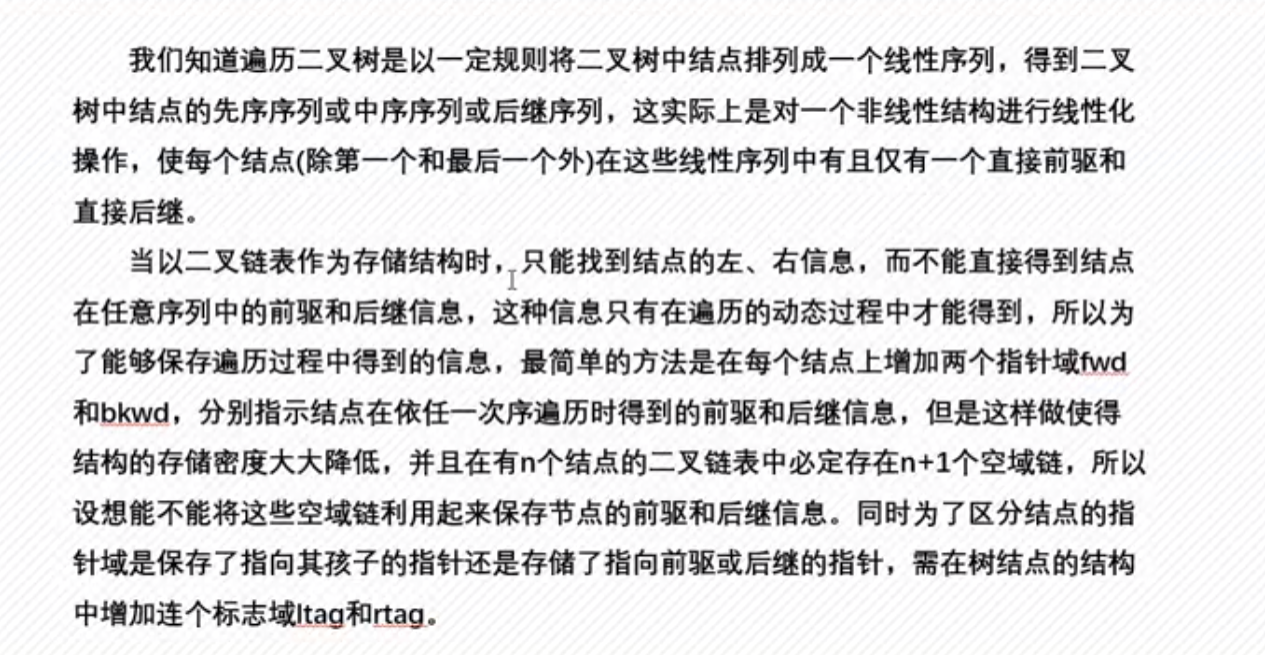 我们知道遍历二叉树是以一定规则将二叉树中结点排列成一个线性序列，得到二叉
树中结点的先序序列或中序序列或后继序列，这实际上是对一个非线性结构进行线性化
操作，使每个结点(除第一个和最后一个外)在这些线性序列中有且仅有一个直接前驱和
直接后继。
当以二叉链表作为存储结构时，只能找到结点的左、右信息，而不能直接得到结点
在任意序列中的前驱和后继信息，这种信息只有在遍历的动态过程中才能得到，所以为
了能够保存遍历过程中得到的信息，最简单的方法是在每个结点上增加两个指针域fwd
和bkwd，分别指示结点在依任一次序遍历时得到的前驱和后继信息，但是这样做使得
结构的存储密度大大降低，并且在有n个结点的二叉链表中必定存在n+1个空域链，所以
设想能不能将这些空域链利用起来保存节点的前驱和后继信息。同时为了区分结点的指
针域是保存了指向其孩子的指针还是存储了指向前驱或后继的指针，需在树结点的结构
中增加连个标志域ltag和rtag。